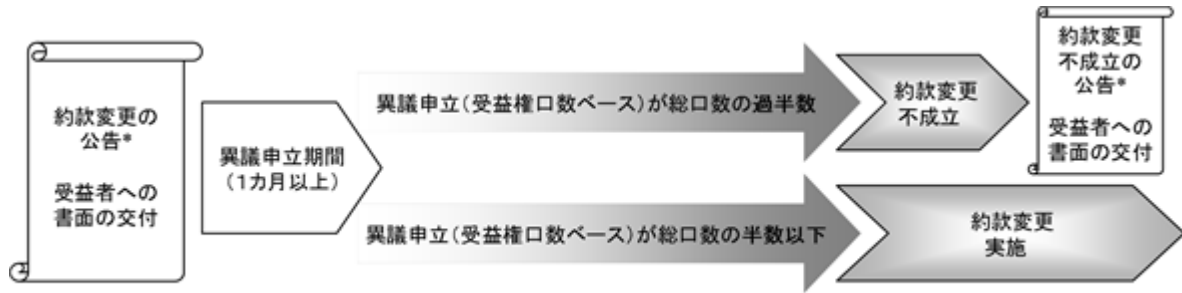 約款変更の
公告*
受益者への
書面の交付
異議申立期間
（1カ月以上）
異議申立（受益権口数ベース）が総口数の過半数
約款変更
不成立
約款変更
不成立の
公告*
受益者への
書面の交付
異議申立（受益権口数ベース）が総口数の半数以下
約款変更
実施